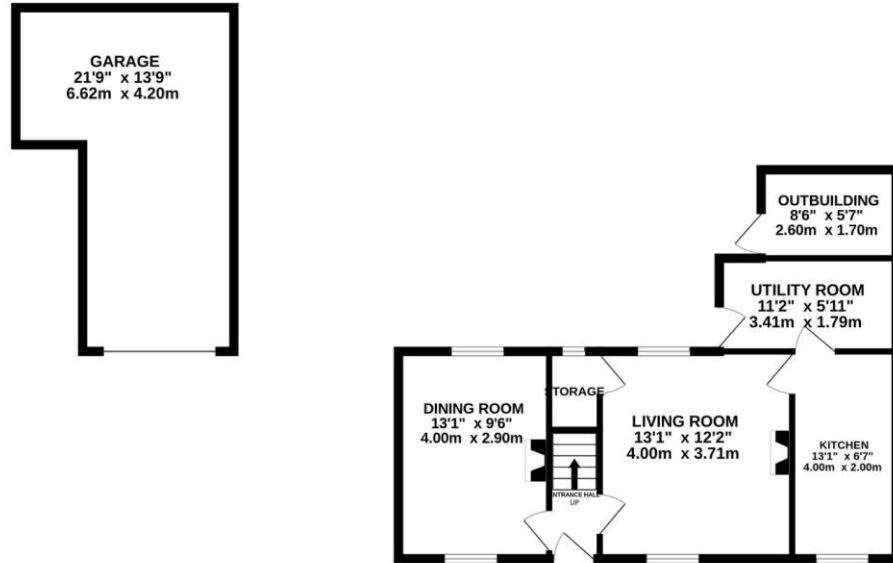 GARAGE
21'9" x 13'9"
6.62m x 4.20m
OUTBUILDING
8'6" x 5'7"
2.60m x 1.70m
UTILITY ROOM
11'2" x 5'11"
3.41m x 1.79m
STORAGE
DINING ROOM
13'1" x 9'6"
4.00m x 2.90m
LIVING ROOM
13'1" x 12'2"
4.00m x 3.71m
KITCHEN
13'1" x 6'7"
4.00m x 2.00m
ENTRANCE HALL
UP